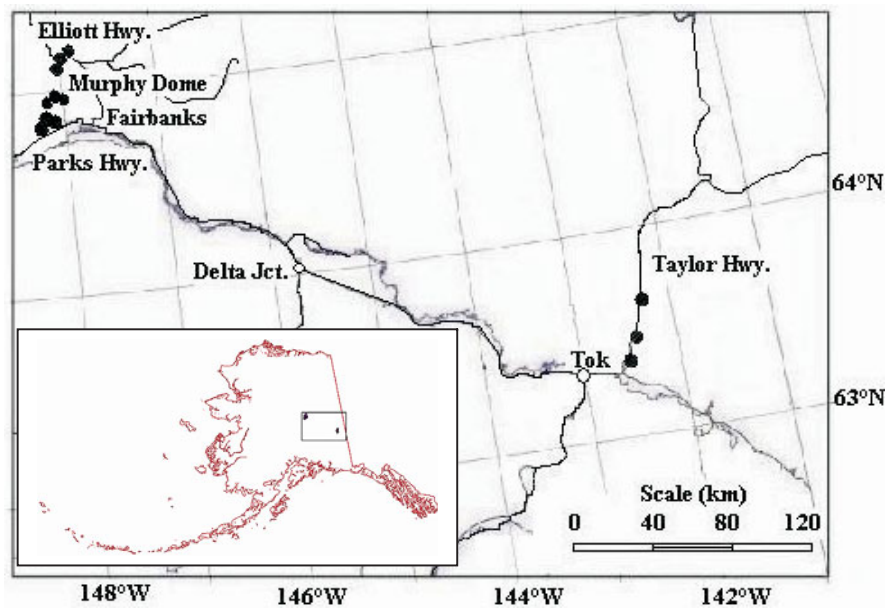 Elliott Hwy.
Murphy Dome
Fairbanks
Parks Hwy.
64°N
Delta Jct.
Taylor Hwy.
Tok
63°N
Scale (km)
0 40 80 120
148°W 146°W 144°W 142°W